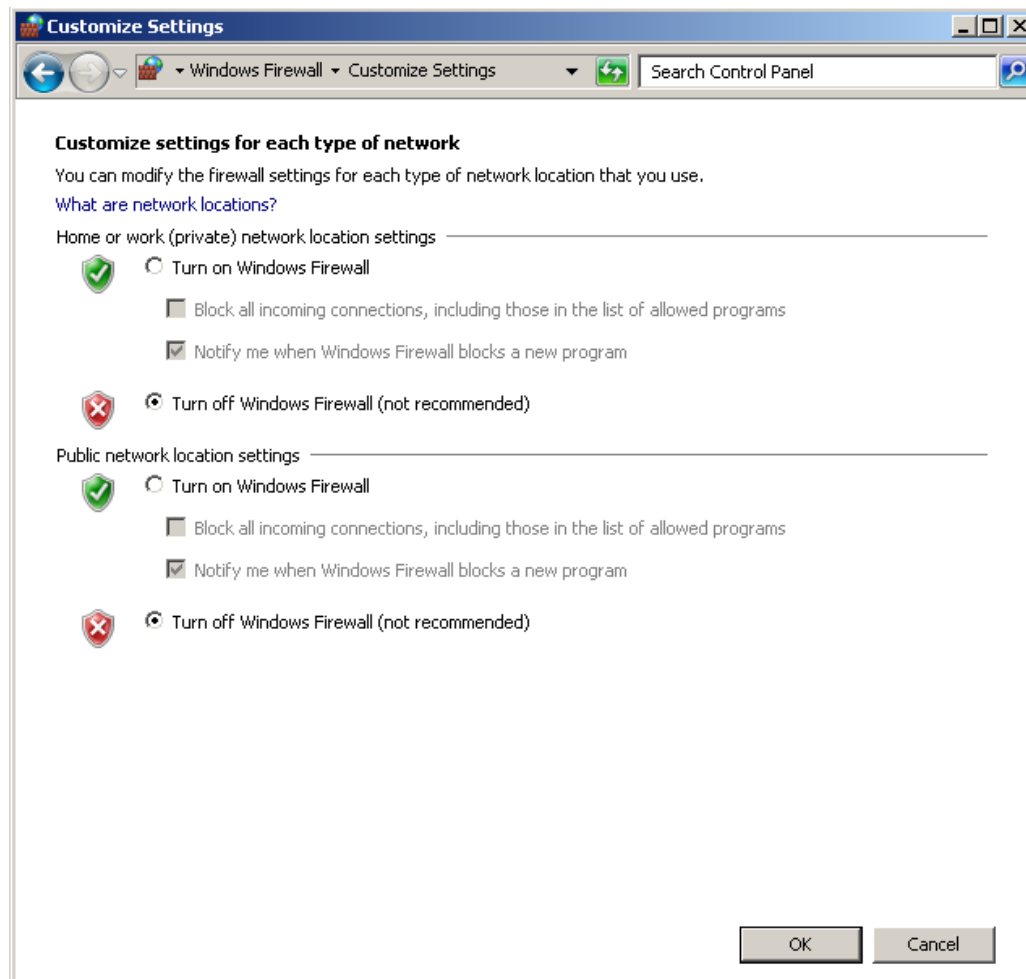 Customize Settings
Windows Firewall Customize Settings Search Control Panel
Customize settings for each type of network
You can modify the firewall settings for each type of network location that you use.
What are network locations?
Home or work (private) network location settings
Turn on Windows Firewall
Block all incoming connections, including those in the list of allowed programs
Notify me when Windows Firewall blocks a new program
Turn off Windows Firewall (not recommended)
Public network location settings
Turn on Windows Firewall
Block all incoming connections, including those in the list of allowed programs
Notify me when Windows Firewall blocks a new program
Turn off Windows Firewall (not recommended)
OK Cancel